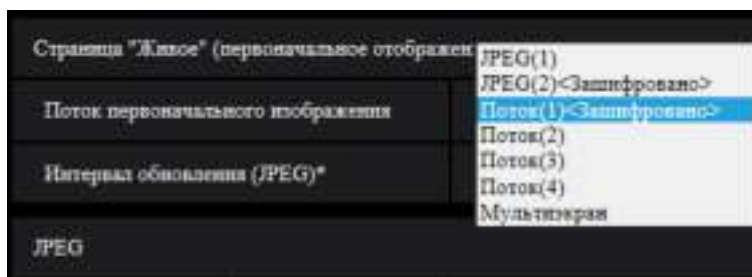 Страница "Живое" (первоначальное отображен
JPEG(1)
JPEG(2)<Зашифровано>
Поток первоначального изображения
Поток(1)<Зашифровано>
Поток(2)
Интервал обновления (JPEG)*
Поток(3)
Поток(4)
Мультиэкран
JPEG